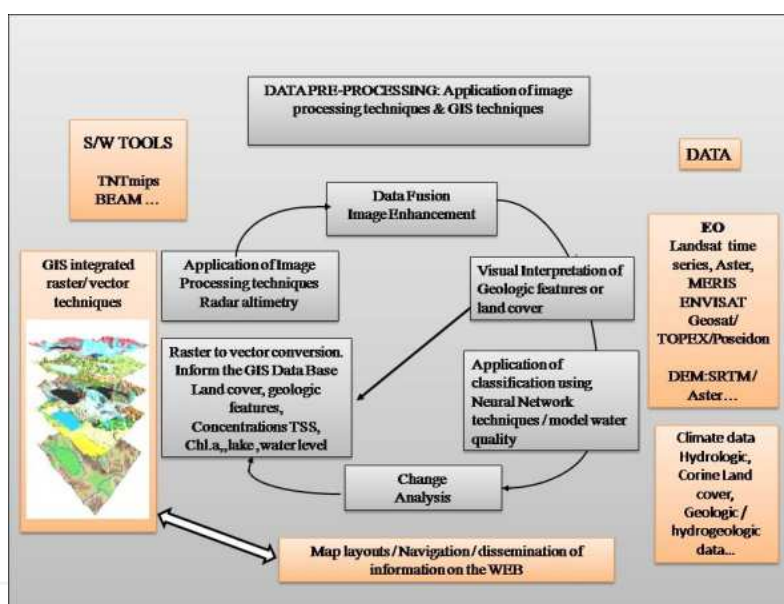 DATA PRE-PROCESSING: Application of image
processing techniques & GIS techniques
S/W TOOLS
TNTmips
BEAM ...
DATA
Data Fusion
Image Enhancement
GIS integrated
raster/ vector
techniques
Application of Image
Processing techniques
Radar altimetry
Visual Interpretation of
Geologic features or
land cover
EO
Landsat time
series, Aster,
MERIS
ENVISAT
Geosat/
TOPEX/Poseidon
DEM:SRTM/
Aster...
Raster to vector conversion.
Inform the GIS Data Base
Land cover, geologic
features,
Concentrations TSS,
Chl.a,,lake ,water level
Application of
classification using
Neural Network
techniques / model water
quality
Change
Analysis
Climate data
Hydrologic,
Corine Land
cover,
Geologic /
hydrogeologic
data...
Map layouts / Navigation / dissemination of
information on the WEB